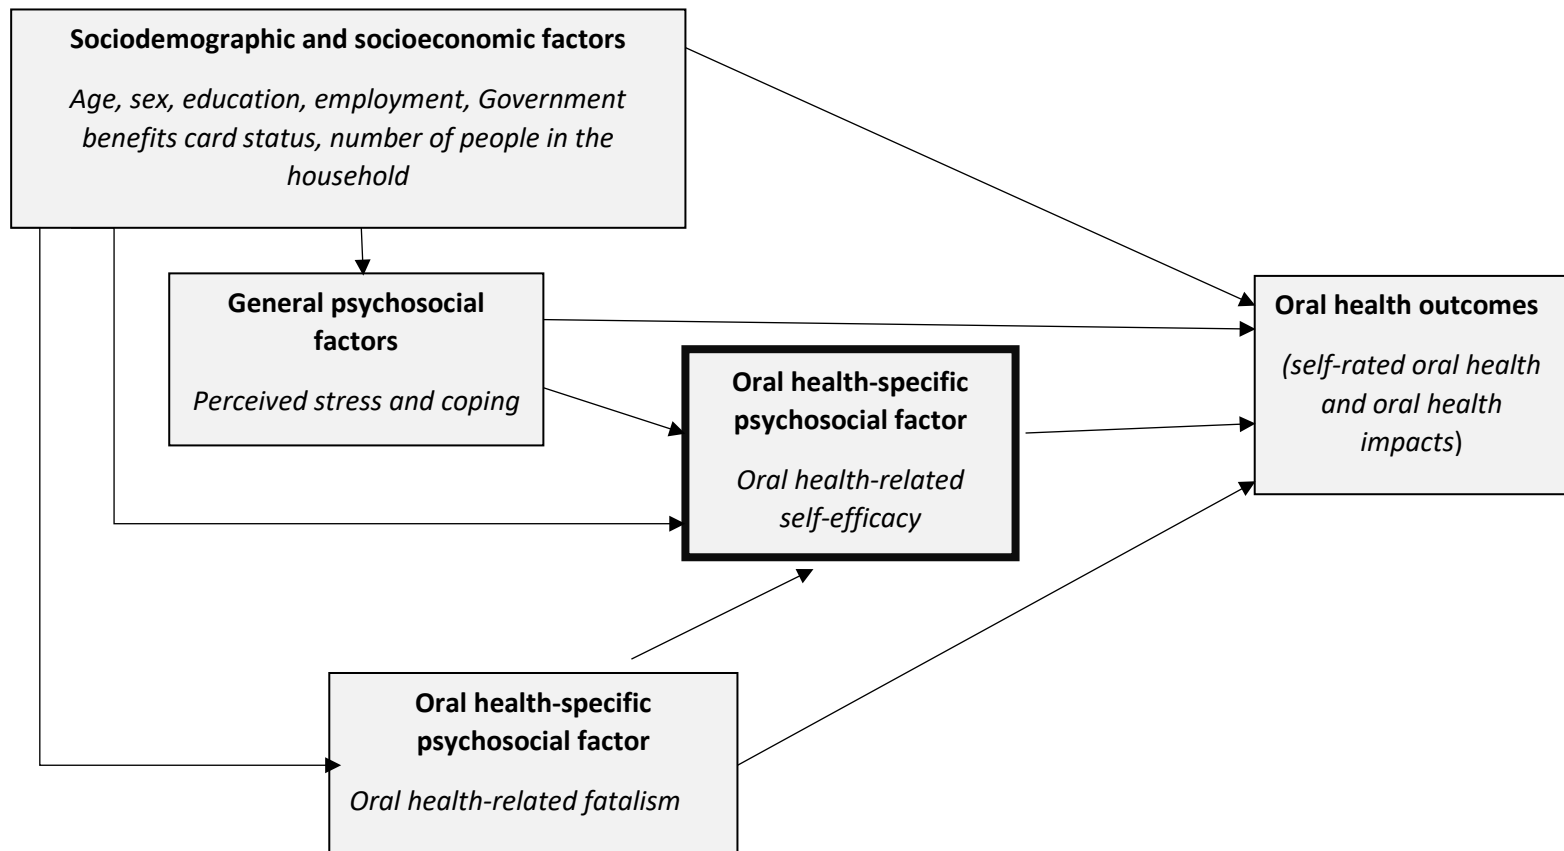 Sociodemographic and socioeconomic factors
Age, sex, education, employment, Government
benefits card status, number of people in the
household
General psychosocial
factors
Perceived stress and coping
Oral health-specific
psychosocial factor
Oral health-related
self-efficacy
Oral health outcomes
(self-rated oral health
and oral health
impacts)
Oral health-specific
psychosocial factor
Oral health-related fatalism